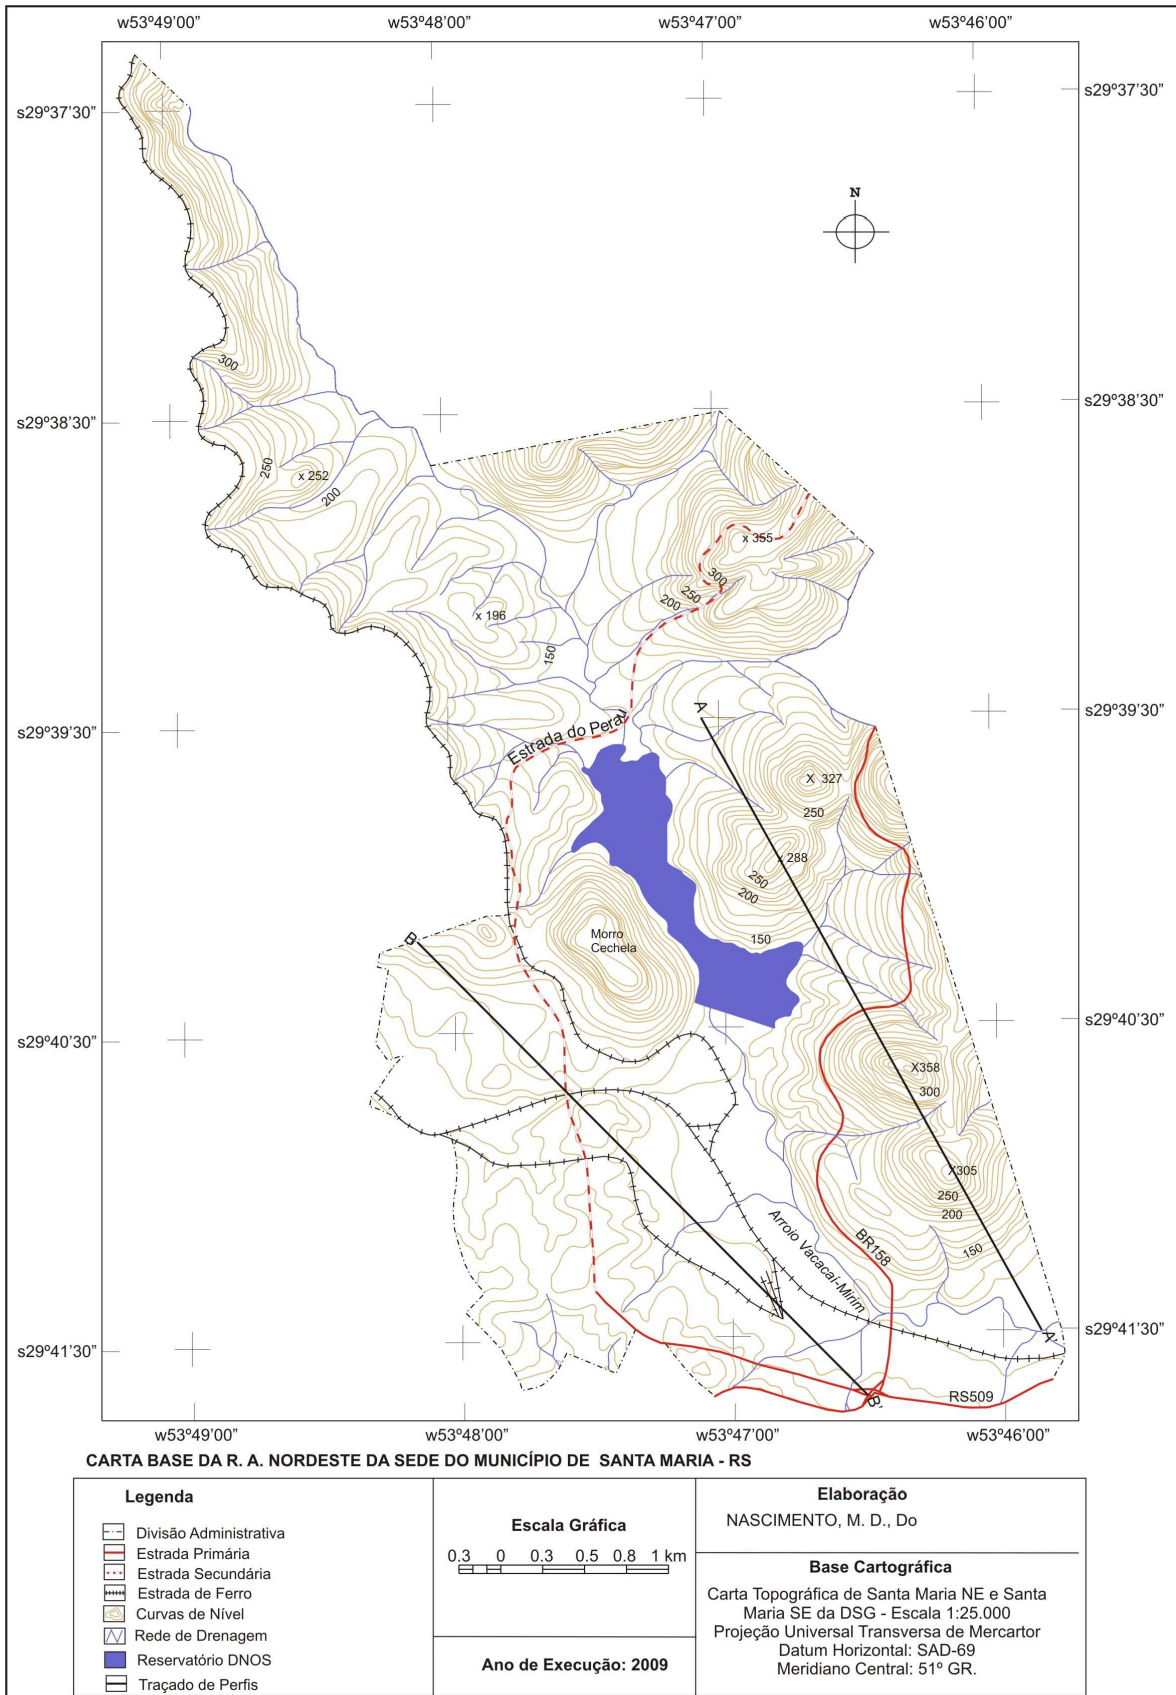 w53º49'00" w53º48'00" w53º47'00" w53º46'00"
s29º37'30" s29º37'30"
N
300
s29º38'30" s29º38'30"
250
x 252
200
x 355
300
250
200
x 196
150
A
s29º39'30" s29º39'30"
Estrada do Perau
X 327
250
x 288
250
200
150
Morro
Cechela
B
s29º40'30" s29º40'30"
X358
300
X305
250
200
150
BR158
Arroio Vacacaí-Mirim
s29º41'30" s29º41'30"
A'
B'
RS509
w53º49'00" w53º48'00" w53º47'00" w53º46'00"
CARTA BASE DA R. A. NORDESTE DA SEDE DO MUNICÍPIO DE SANTA MARIA - RS
Legenda
Divisão Administrativa
Estrada Primária
Estrada Secundária
Estrada de Ferro
Curvas de Nível
Rede de Drenagem
Reservatório DNOS
Traçado de Perfis
Escala Gráfica
0.3 0 0.3 0.5 0.8 1 km
Ano de Execução: 2009
Elaboração
NASCIMENTO, M. D., Do
Base Cartográfica
Carta Topográfica de Santa Maria NE e Santa
Maria SE da DSG - Escala 1:25.000
Projeção Universal Transversa de Mercartor
Datum Horizontal: SAD-69
Meridiano Central: 51º GR.